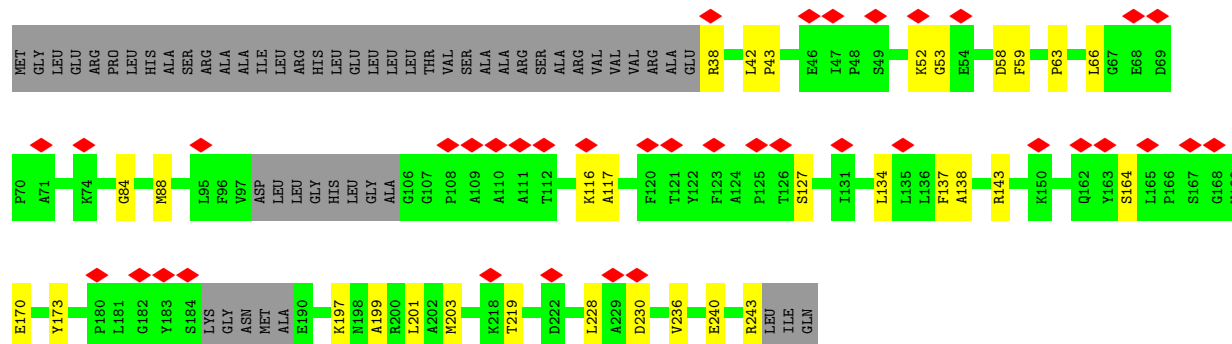 MET GLY LEU GLU ARG PRO LEU HIS ALA SER ARG ALA ALA ILE LEU ARG HIS LEU GLU LEU LEU LEU THR VAL SER ALA ALA ARG SER ALA ARG VAL VAL VAL ARG ALA GLU R38 L42 P43 E46 I47 P48 S49 K52 G53 E54 D58 F59 P63 L66 G67 E68 D69
P70 A71 K74 G84 M88 L95 F96 V97 ASP LEU LEU GLY HIS LEU GLY ALA G106 G107 P108 A109 A110 A111 T112 K116 A117 F120 T121 Y122 F123 A124 P125 T126 S127 I131 L134 L135 L136 F137 A138 R143 K150 Q162 Y163 S164 L165 P166 S167 G168
E170 Y173 P180 L181 G182 Y183 S184 LYS GLY ASN MET ALA E190 K197 N198 A199 R200 L201 A202 M203 K218 T219 D222 L228 A229 D230 V236 E240 R243 LEU ILE GLN